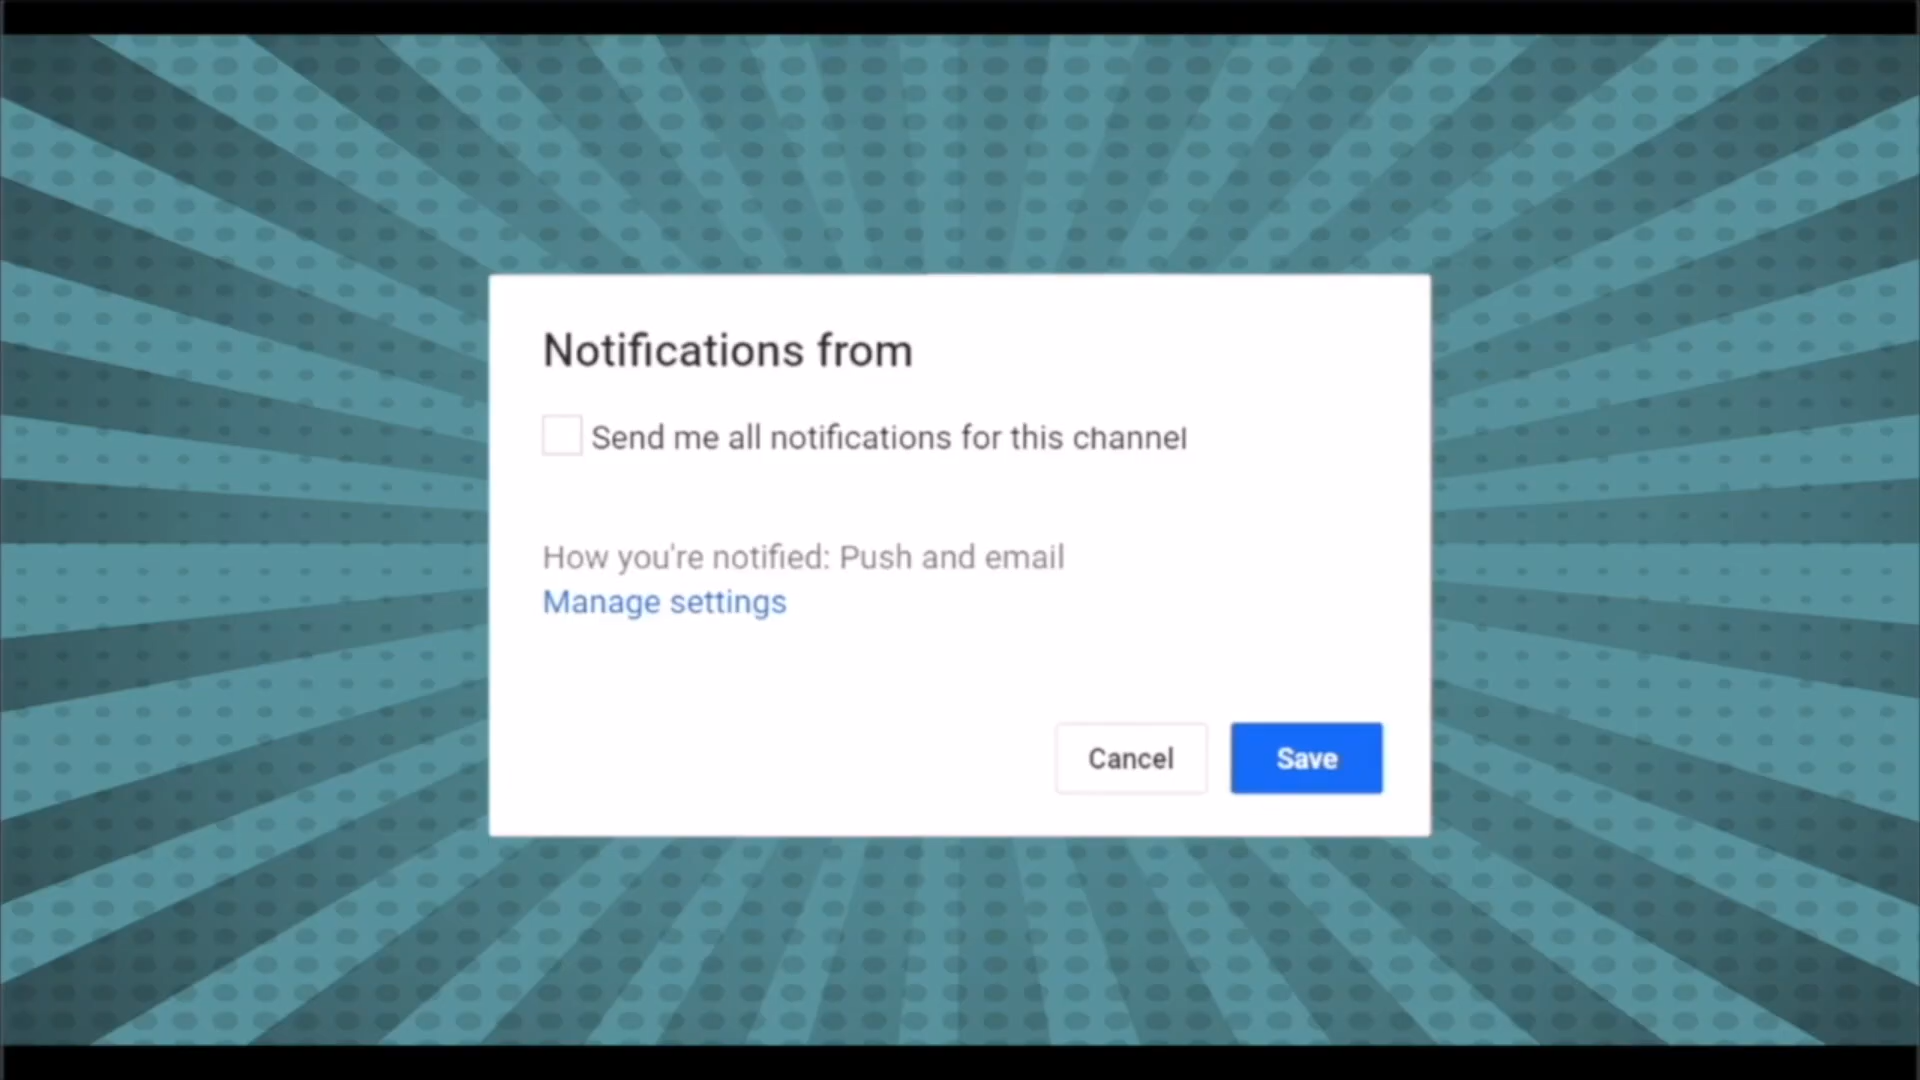 Notifications from
Send me all notifications for this channel
How you're notified: Push and email
Manage settings
Cancel
Save